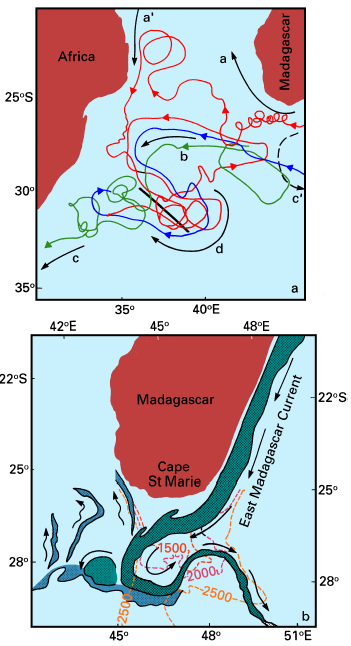 a'
Africa
a
Madagascar
25°S
b
30°
c'
d
c
35°
a
35°
40°E
42°E
45°
48°E
22°S
22°S
Madagascar
East Madagascar Current
25°
25°
Cape
St Marie
1500
28°
2000
28°
2500
2500
b
45°
48°
51°E